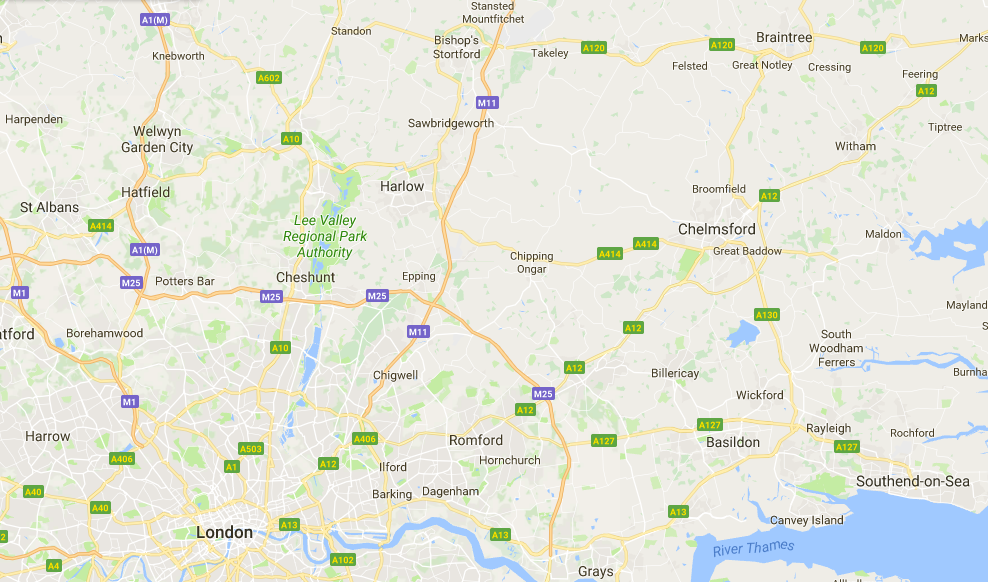 Stansted
Mountfitchet
A1(M)
Standon
Bishop's
Stortford
Braintree
Marks
A120
A120
A120
Knebworth
Takeley
Felsted
Great Notley
Cressing
Feering
A602
A12
M11
Harpenden
Sawbridgeworth
Tiptree
Welwyn
Garden City
A10
Witham
Hatfield
Harlow
Broomfield
A12
St Albans
A414
Lee Valley
Regional Park
Authority
Chelmsford
Maldon
A1(M)
A414
A414
Great Baddow
Chipping
Ongar
Cheshunt
Epping
M25
Potters Bar
M1
M25
M25
Mayland
A130
tford
Borehamwood
M11
A12
S
A10
South
Woodham
Ferrers
Chigwell
A12
Billericay
Burnha
M1
M25
Wickford
A12
Harrow
A406
Romford
A127
A127
Basildon
Rayleigh
Rochford
A127
A406
A503
A1
A12
Ilford
Hornchurch
Southend-on-Sea
A40
A40
Barking
Dagenham
A13
London
A13
A13
Canvey Island
2
A4
A102
River Thames
Grays